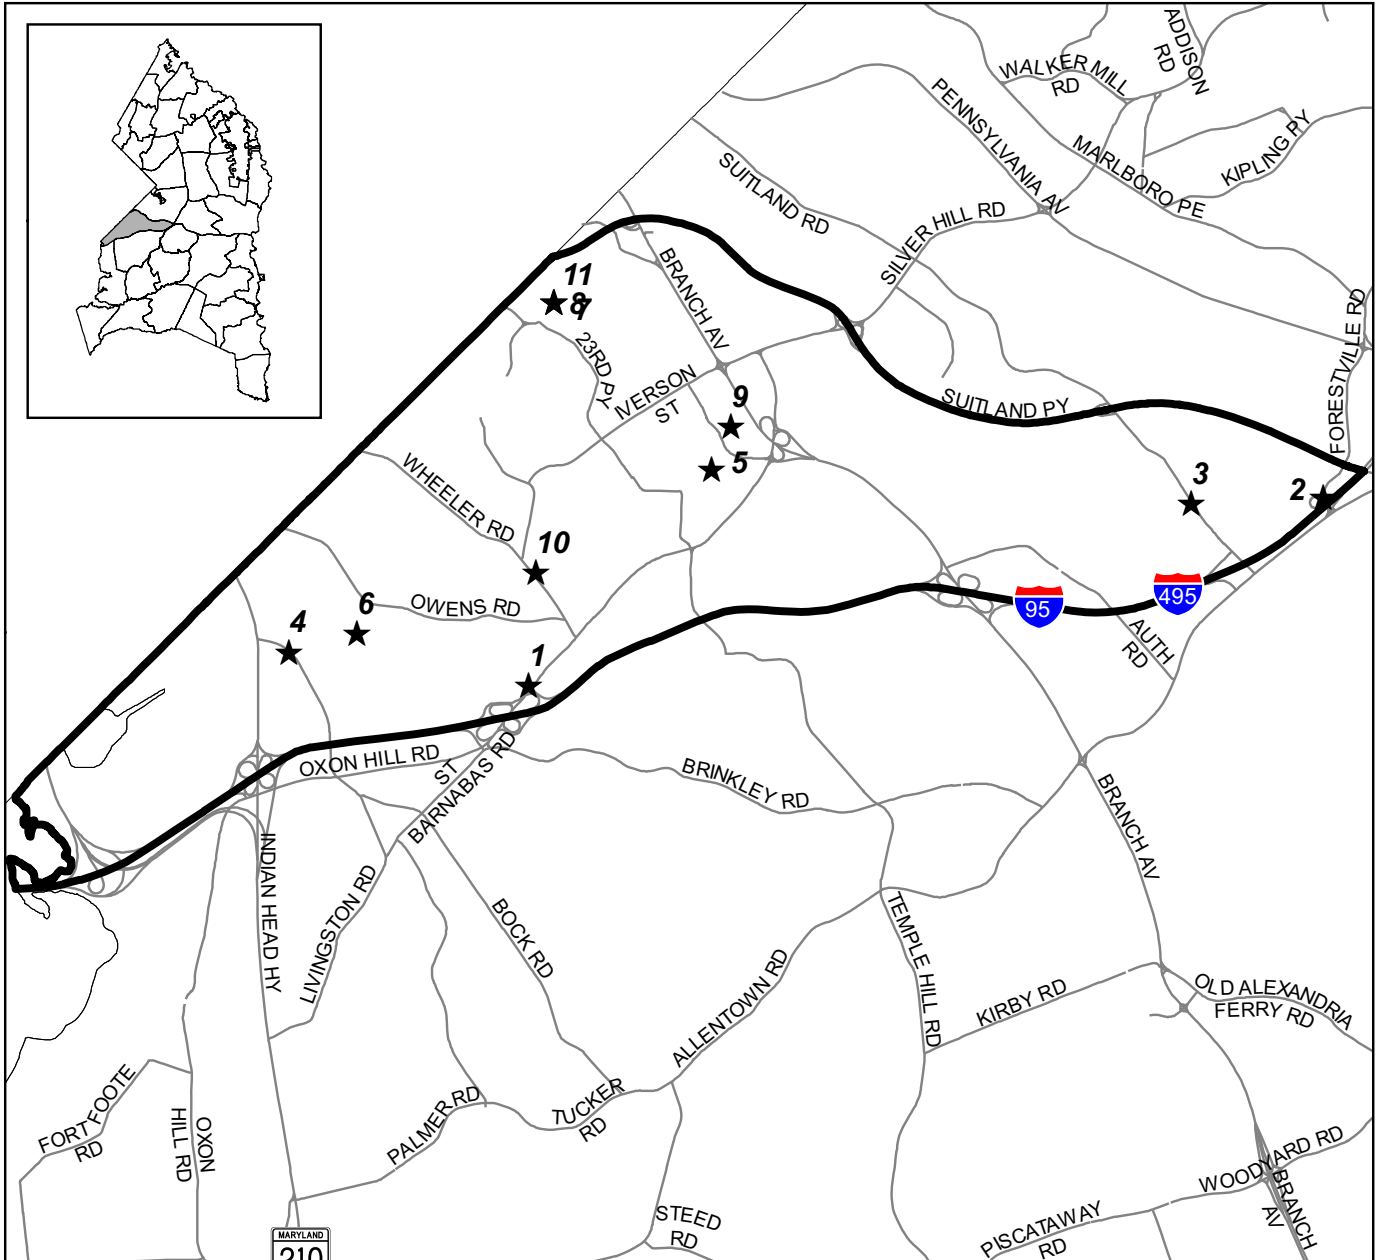 ADDISON
RD
WALKER MILL
RD
PENNSYLVANIA AV
MARLBORO PE
KIPLING PY
SUITLAND RD
SILVER HILL RD
BRANCH AV
11
8
7
23RD PY
IVERSON
ST
9
5
SUITLAND PY
FORESTVILLE RD
3
2
WHEELER RD
10
6
OWENS RD
4
1
95
495
AUTH
RD
OXON HILL RD
ST
BARNABAS RD
BRINKLEY RD
BRANCH AV
INDIAN HEAD HY
LIVINGSTON RD
BOCK RD
TEMPLE HILL RD
ALLENTOWN RD
KIRBY RD
OLD ALEXANDRIA
FERRY RD
FORT FOOTE
RD
OXON
HILL RD
PALMER RD
TUCKER
RD
WOODYARD RD
BRANCH
AV
PISCATAWAY
RD
STEED
RD
MARYLAND
210